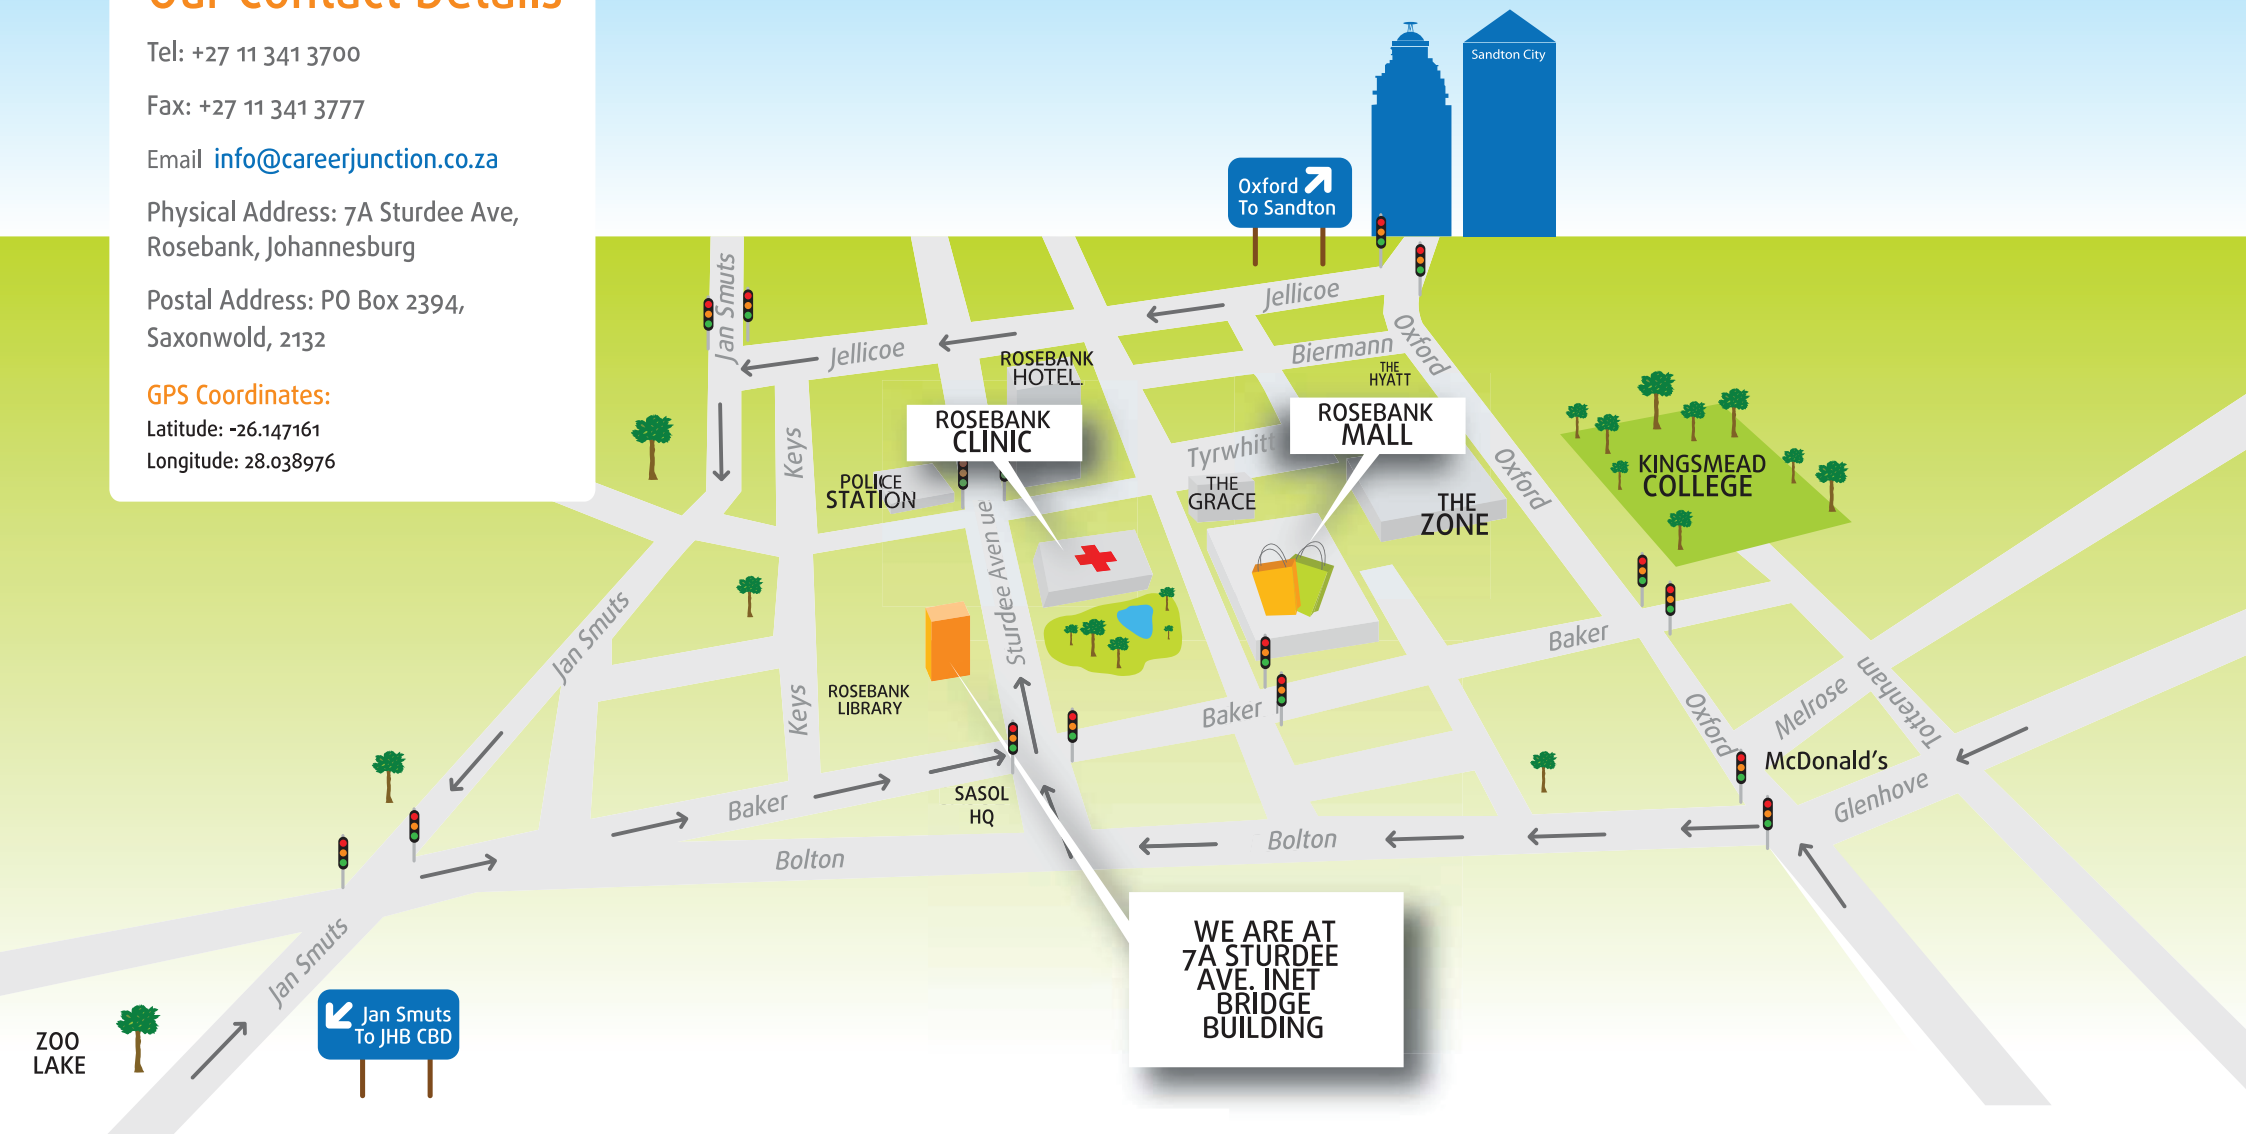 Our Contact Details
Tel: +27 11 341 3700
Fax: +27 11 341 3777
Email info@careerjunction.co.za
Physical Address: 7A Sturdee Ave,
Rosebank, Johannesburg
Postal Address: PO Box 2394,
Saxonwold, 2132
GPS Coordinates:
Latitude: -26.147161
Longitude: 28.038976
Sandton City
Oxford
To Sandton
Jan Smuts
Jellicoe
Jellicoe
Biermann
Oxford
THE
HYATT
ROSEBANK
HOTEL
ROSEBANK
CLINIC
ROSEBANK
MALL
Keys
Tyrwhitt
POLICE
STATION
THE
GRACE
THE
ZONE
Oxford
KINGSMEAD
COLLEGE
Sturdee Aven ue
Jan Smuts
Baker
Keys
ROSEBANK
LIBRARY
Baker
Oxford
Melrose
Tottenham
McDonald's
Glenhove
Baker
SASOL
HQ
Bolton
Bolton
Jan Smuts
WE ARE AT
7A STURDEE
AVE. INET
BRIDGE
BUILDING
Jan Smuts
To JHB CBD
ZOO
LAKE